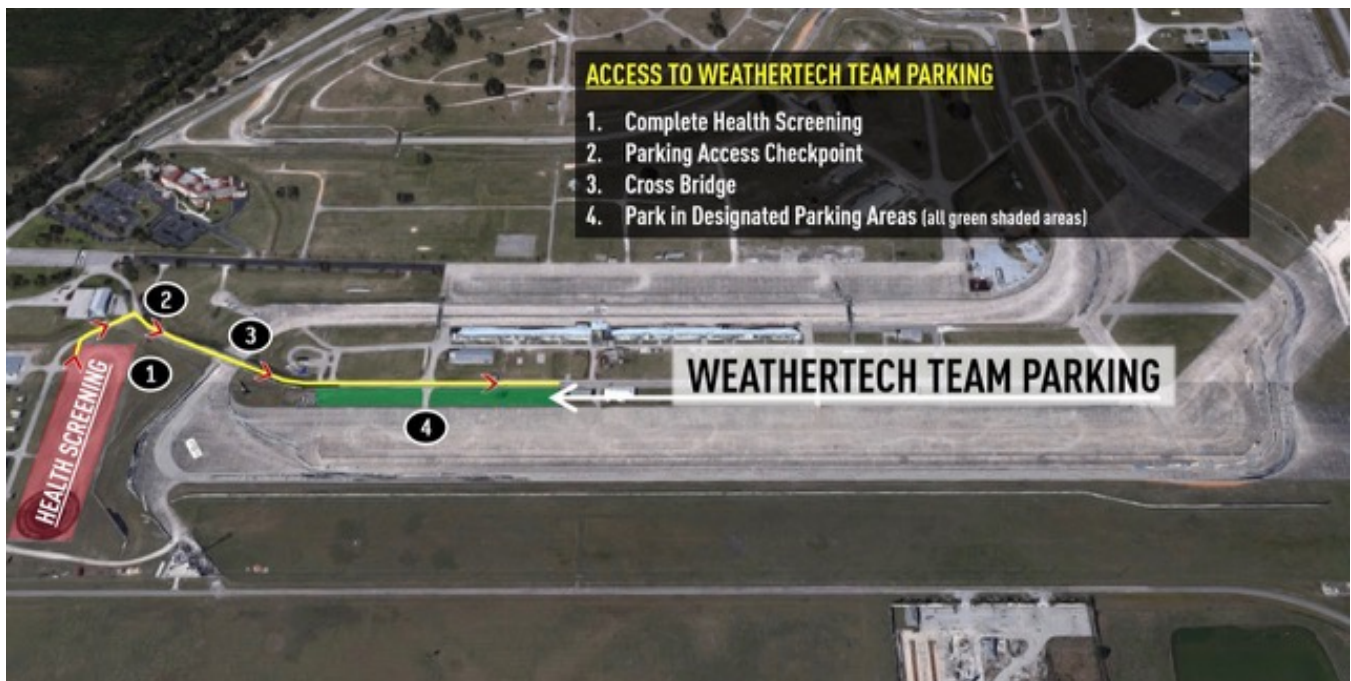 ACCESS TO WEATHERTECH TEAM PARKING
1. Complete Health Screening
2. Parking Access Checkpoint
3. Cross Bridge
4. Park in Designated Parking Areas (all green shaded areas)
2
3
1
HEALTH SCREENING
WEATHERTECH TEAM PARKING
4